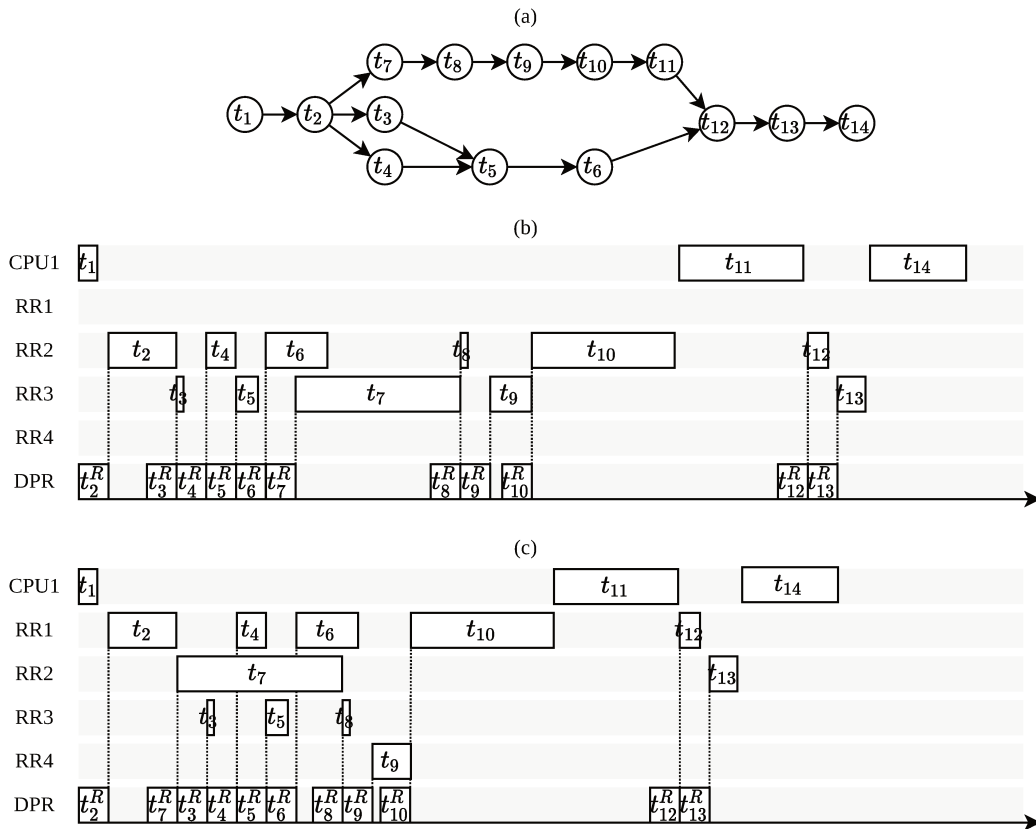 (a)
t₇ t₈ t₉ t₁₀ t₁₁
t₁ t₂ t₃ t₁₂ t₁₃ t₁₄
t₄ t₅ t₆
(b)
CPU1 t₁ t₁₁ t₁₄
RR1
RR2 t₂ t₄ t₆ t₈ t₁₀ t₁₂
RR3 t₃ t₅ t₇ t₉ t₁₃
RR4
DPR t₂ᴿ t₃ᴿ t₄ᴿ t₅ᴿ t₆ᴿ t₇ᴿ t₈ᴿ t₉ᴿ t₁₀ᴿ t₁₂ᴿ t₁₃ᴿ
(c)
CPU1 t₁ t₁₁ t₁₄
RR1 t₂ t₄ t₆ t₁₀ t₁₂
RR2 t₇ t₁₃
RR3 t₃ t₅ t₈
RR4 t₉
DPR t₂ᴿ t₇ᴿ t₃ᴿ t₄ᴿ t₅ᴿ t₆ᴿ t₈ᴿ t₉ᴿ t₁₀ᴿ t₁₂ᴿ t₁₃ᴿ